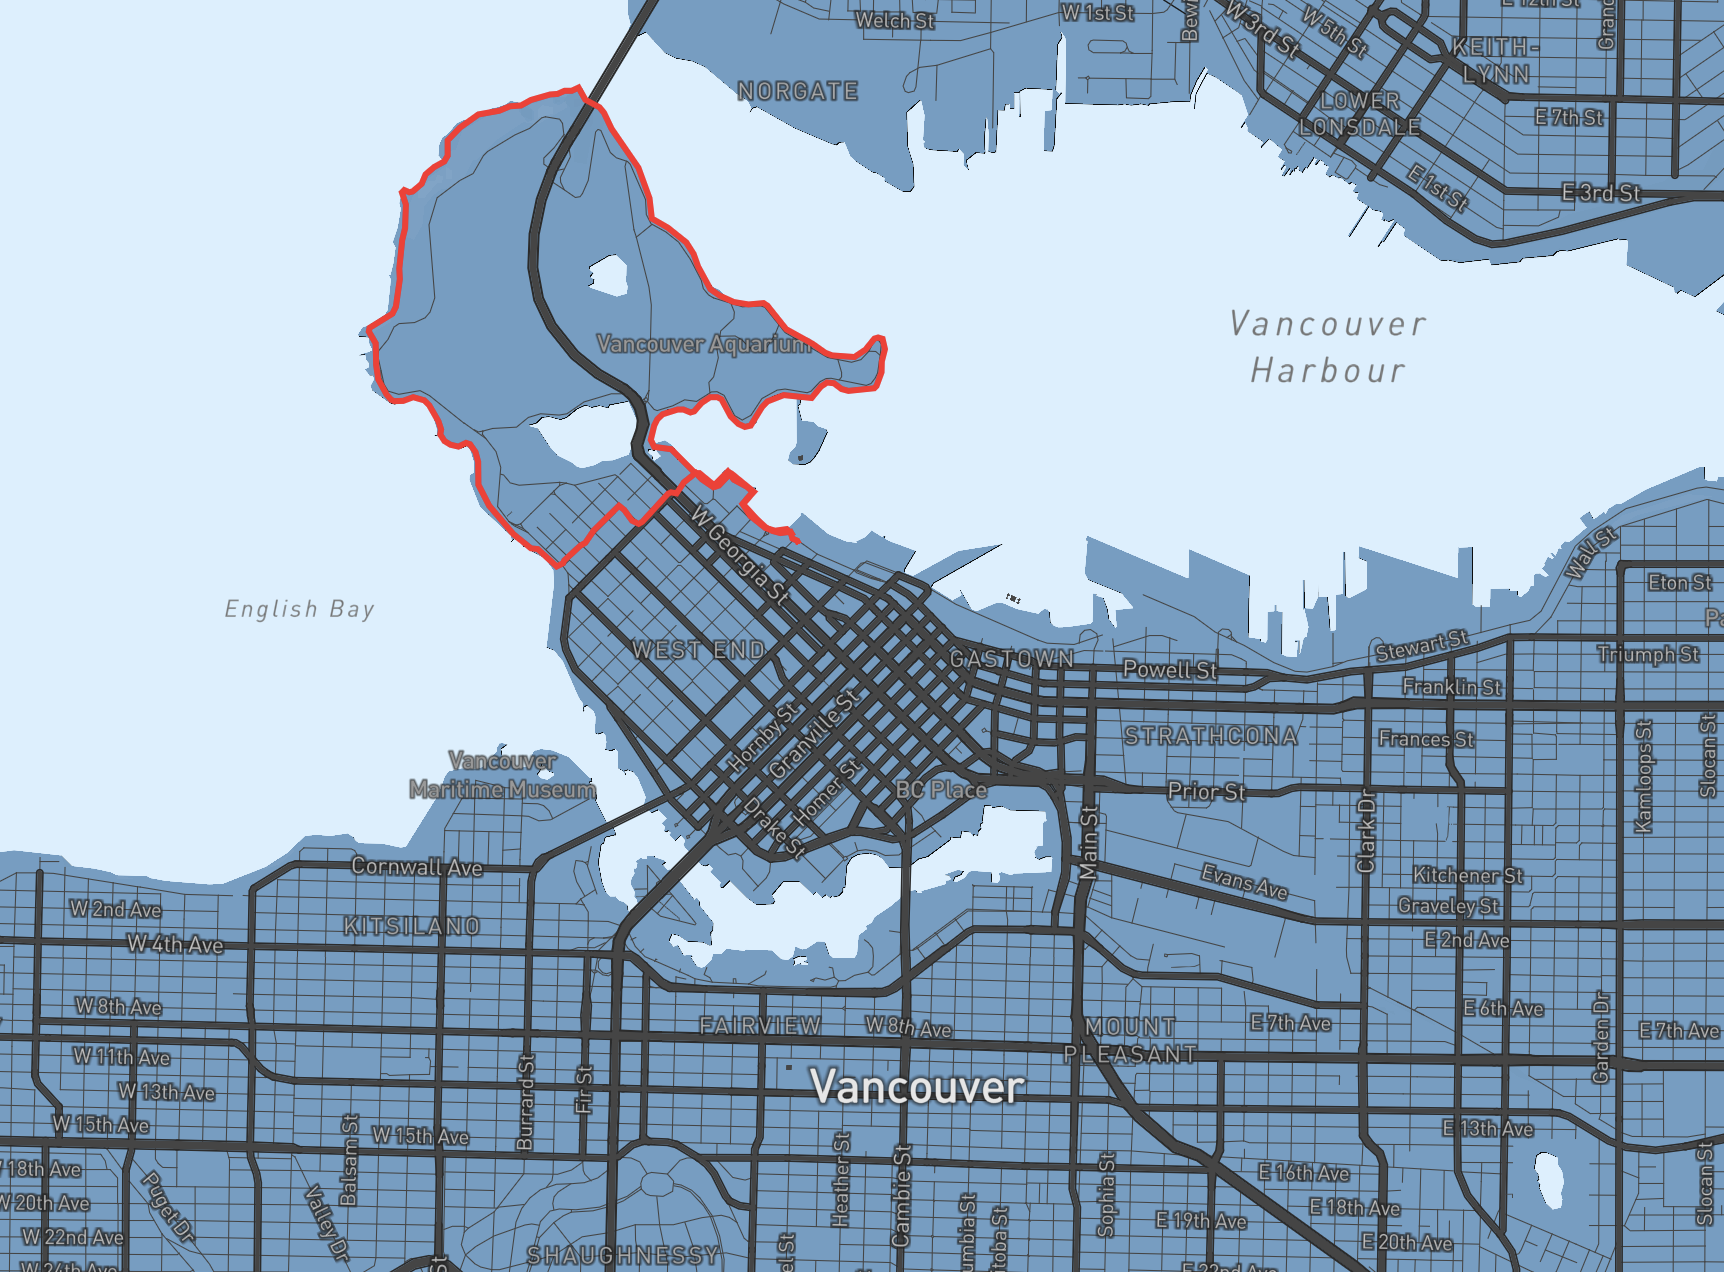 Welch St
W 1st St
W 3rd St
W 5th St
KEITH-
LYNN
NORGATE
LOWER
LONSDALE
E 7th St
E 1st St
E 3rd St
Vancouver
Harbour
Vancouver Aquarium
W Georgia St
English Bay
Wall St
Eton St
WEST END
GASTOWN
Powell St
Stewart St
Triumph St
Franklin St
Hornby St
Granville St
Homer St
Drake St
STRATHCONA
Frances St
Kamloops St
Slocan St
Vancouver
Maritime Museum
BC Place
Prior St
Main St
Clark Dr
Cornwall Ave
Evans Ave
Kitchener St
Graveley St
W 2nd Ave
KITSILANO
W 4th Ave
E 2nd Ave
W 8th Ave
FAIRVIEW
W 8th Ave
MOUNT
PLEASANT
E 7th Ave
E 6th Ave
Garden Dr
E 7th Ave
W 11th Ave
W 13th Ave
Burrard St
Fir St
Vancouver
W 15th Ave
Balsam St
W 15th Ave
Heather St
Cambie St
Sophia St
E 13th Ave
Slocan St
18th Ave
Puget Dr
Valley Dr
E 16th Ave
W 20th Ave
E 18th Ave
E 19th Ave
W 22nd Ave
E 20th Ave
SHAUGHNESSY
W 24th Ave
E 22nd Ave